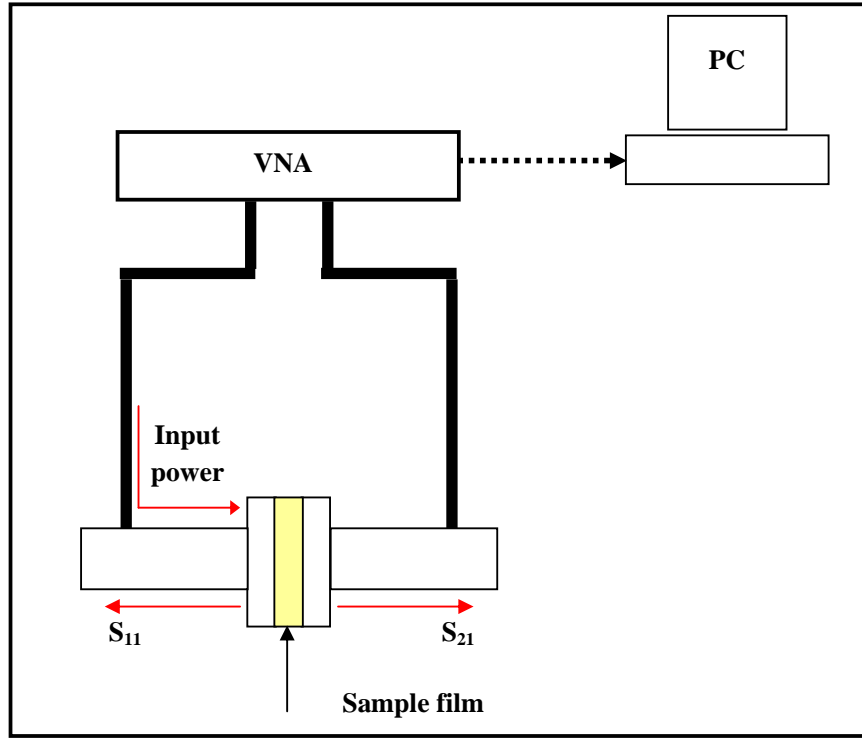 PC
VNA
Input
power
S₁₁
S₂₁
Sample film